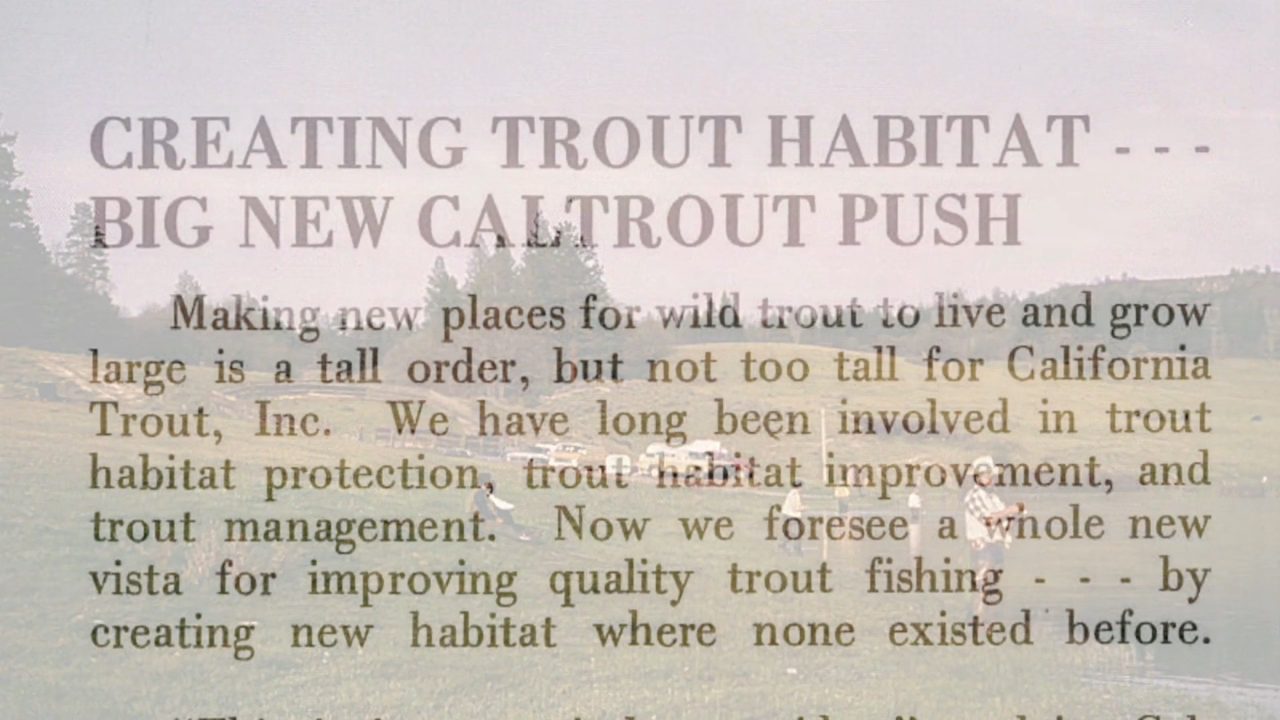 CREATING TROUT HABITAT - - -
BIG NEW CALTROUT PUSH
Making new places for wild trout to live and grow
large is a tall order, but not too tall for California
Trout, Inc. We have long been involved in trout
habitat protection, trout habitat improvement, and
trout management. Now we foresee a whole new
vista for improving quality trout fishing - - - by
creating new habitat where none existed before.